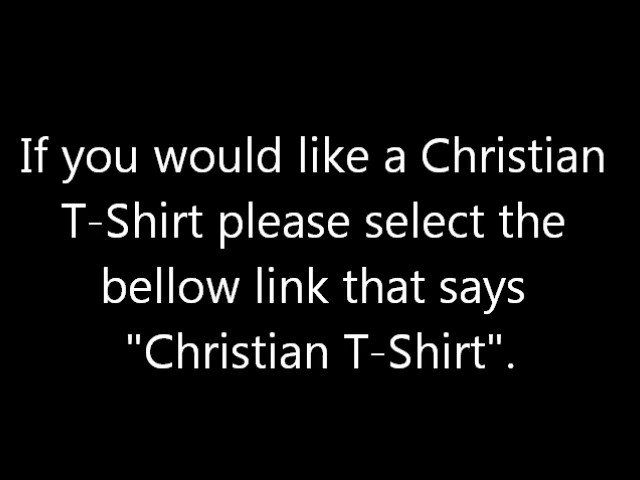 If you would like a Christian
T-Shirt please select the
bellow link that says
"Christian T-Shirt".